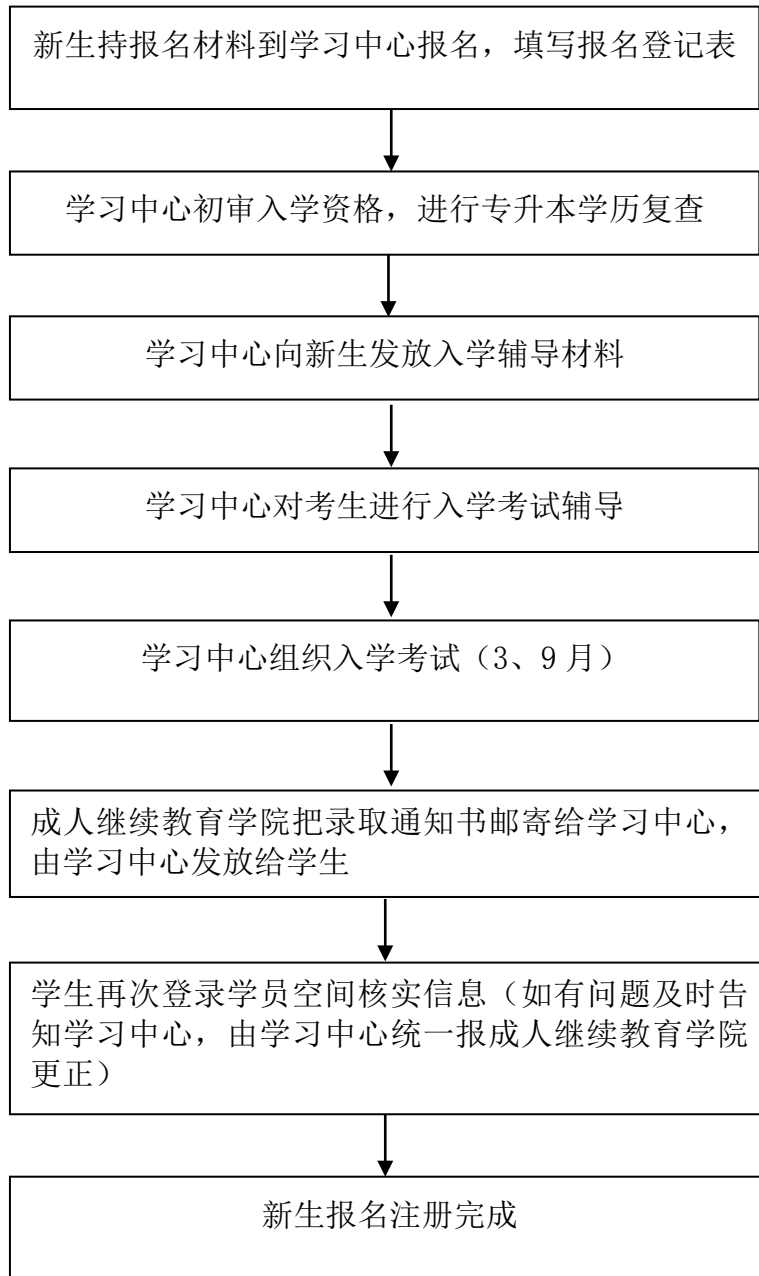 新生持报名材料到学习中心报名，填写报名登记表
学习中心初审入学资格，进行专升本学历复查
学习中心向新生发放入学辅导材料
学习中心对考生进行入学考试辅导
学习中心组织入学考试（3、9 月）
成人继续教育学院把录取通知书邮寄给学习中心，
由学习中心发放给学生
学生再次登录学员空间核实信息（如有问题及时告
知学习中心，由学习中心统一报成人继续教育学院
更正）
新生报名注册完成